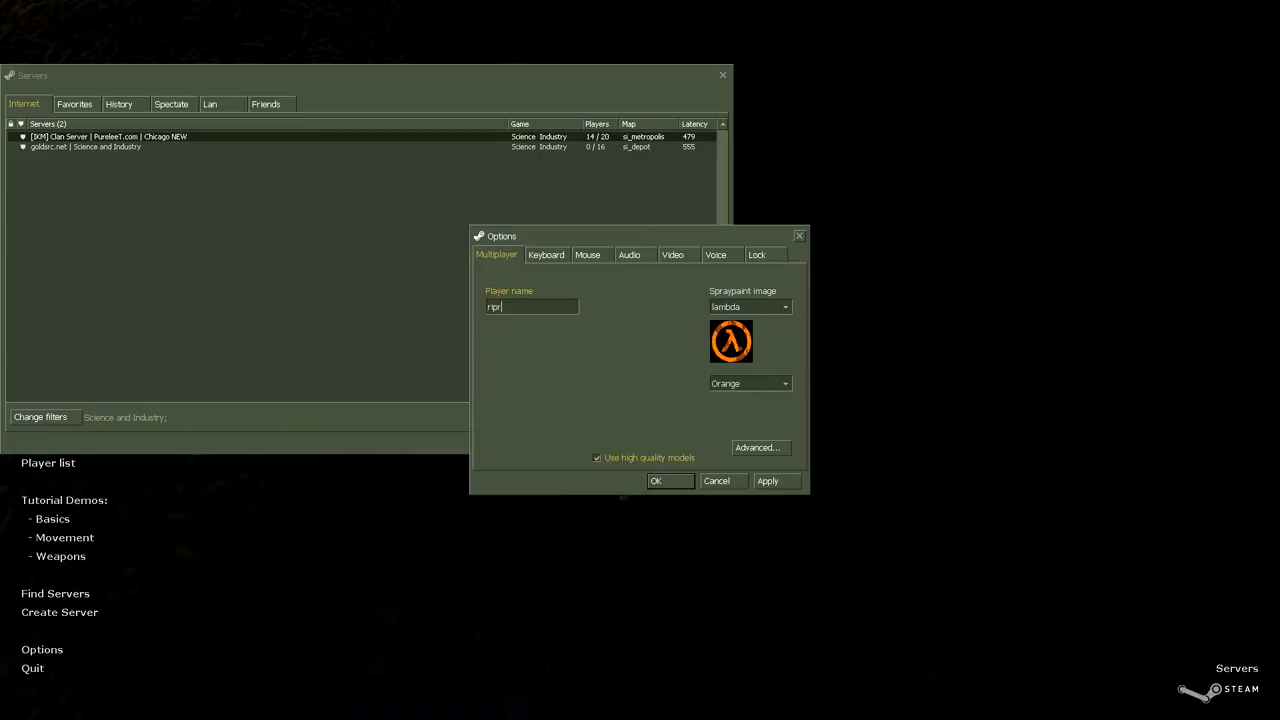 Servers
Internet Favorites History Spectate Lan Friends
Servers (2) Game Players Map Latency
[IKM] Clan Server | PureleeT.com | Chicago NEW Science Industry 14 / 20 si_metropolis 479
goldsrc.net | Science and Industry Science Industry 0 / 16 si_depot 555
Options
Multiplayer Keyboard Mouse Audio Video Voice Lock
Player name Spraypaint image
ripr lambda
Orange
Change filters Science and Industry;
Advanced...
Use high quality models
OK Cancel Apply
Player list
Tutorial Demos:
- Basics
- Movement
- Weapons
Find Servers
Create Server
Options
Quit
Servers
STEAM